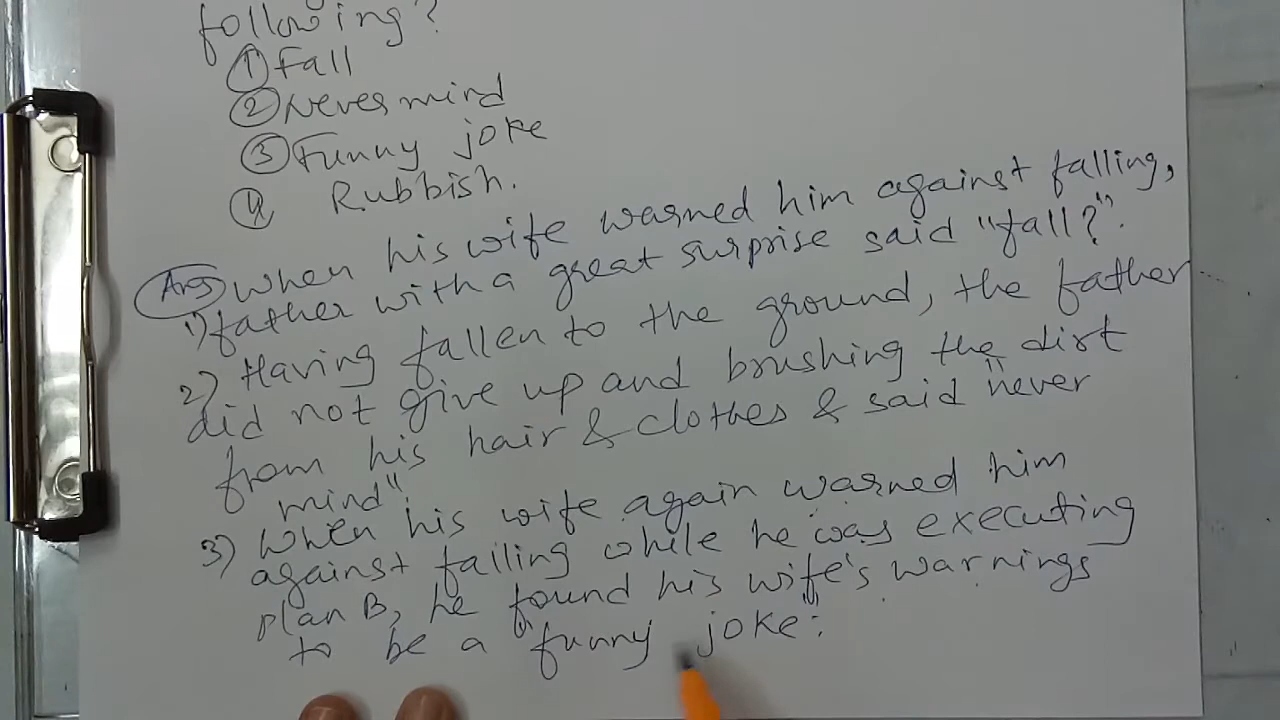 following?
① Fall
② Never mind
③ Funny joke
④ Rubbish.
Ans When his wife warned him against falling,
1) father with a great surprise said "fall?".
2) Having fallen to the ground, the father
did not give up and brushing the dirt
from his hair & clothes & said "never
mind".
3) When his wife again warned him
against falling while he was executing
plan B, he found his wife's warnings
to be a "funny joke".